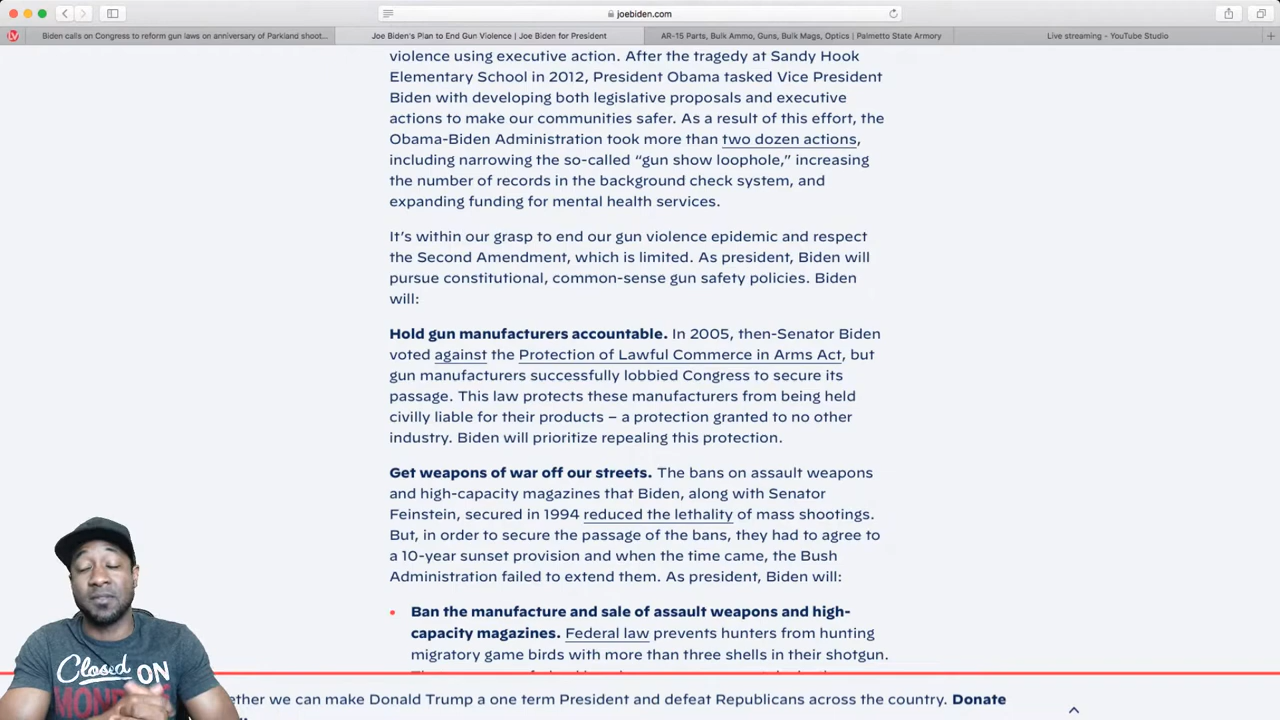 joebiden.com
Biden calls on Congress to reform gun laws on anniversary of Parkland shoot...
Joe Biden's Plan to End Gun Violence | Joe Biden for President
AR-15 Parts, Bulk Ammo, Guns, Bulk Mags, Optics | Palmetto State Armory
Live streaming - YouTube Studio
violence using executive action. After the tragedy at Sandy Hook
Elementary School in 2012, President Obama tasked Vice President
Biden with developing both legislative proposals and executive
actions to make our communities safer. As a result of this effort, the
Obama-Biden Administration took more than two dozen actions,
including narrowing the so-called “gun show loophole,” increasing
the number of records in the background check system, and
expanding funding for mental health services.
It’s within our grasp to end our gun violence epidemic and respect
the Second Amendment, which is limited. As president, Biden will
pursue constitutional, common-sense gun safety policies. Biden
will:
Hold gun manufacturers accountable. In 2005, then-Senator Biden
voted against the Protection of Lawful Commerce in Arms Act, but
gun manufacturers successfully lobbied Congress to secure its
passage. This law protects these manufacturers from being held
civilly liable for their products – a protection granted to no other
industry. Biden will prioritize repealing this protection.
Get weapons of war off our streets. The bans on assault weapons
and high-capacity magazines that Biden, along with Senator
Feinstein, secured in 1994 reduced the lethality of mass shootings.
But, in order to secure the passage of the bans, they had to agree to
a 10-year sunset provision and when the time came, the Bush
Administration failed to extend them. As president, Biden will:
Ban the manufacture and sale of assault weapons and high-
capacity magazines. Federal law prevents hunters from hunting
migratory game birds with more than three shells in their shotgun.
ether we can make Donald Trump a one term President and defeat Republicans across the country. Donate
Closed ON
MOND